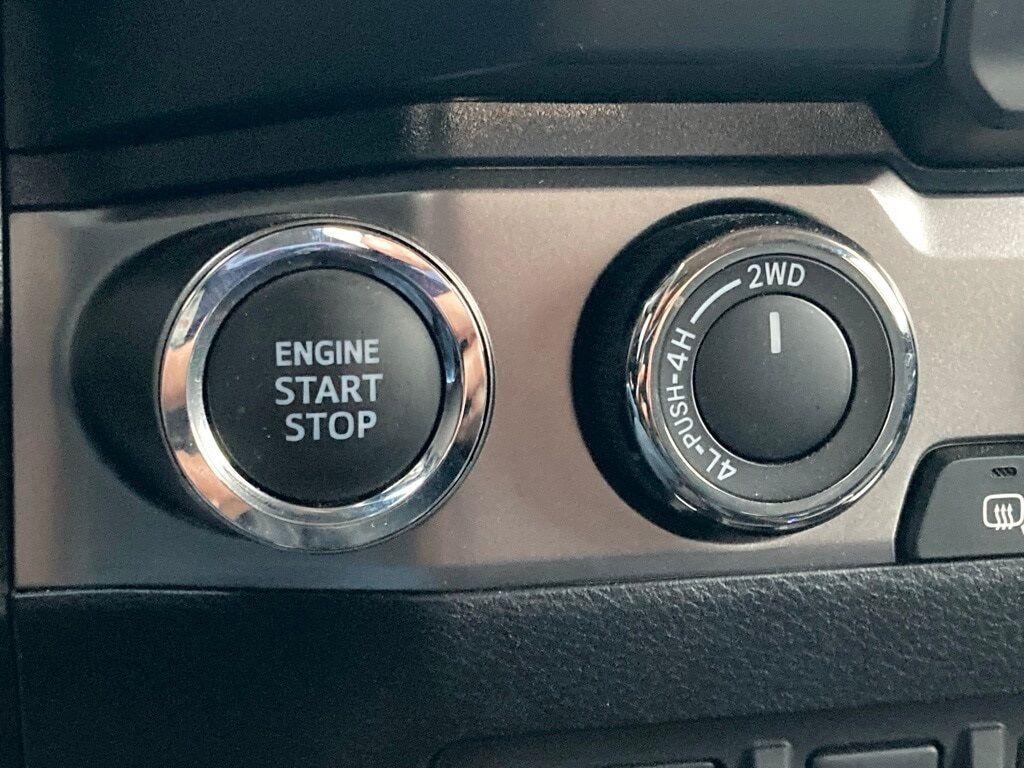 ENGINE
START
STOP
2WD
4L-PUSH-4H